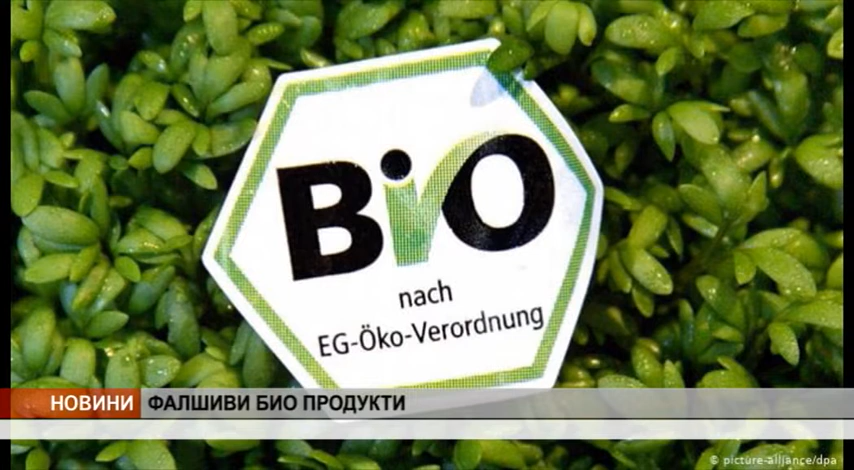 BiO
nach
EG-Öko-Verordnung
НОВИНИ ФАЛШИВИ БИО ПРОДУКТИ
© picture-alliance/dpa